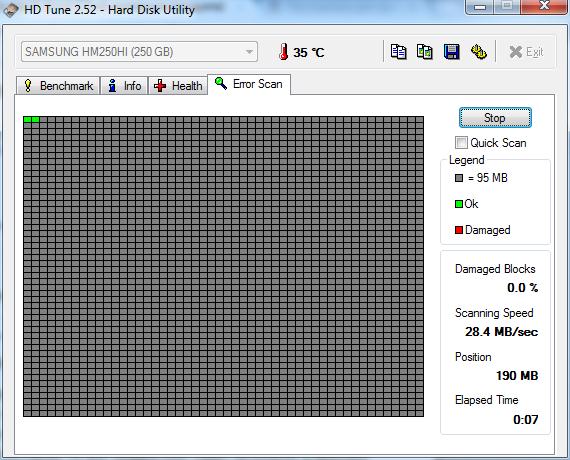 HD Tune 2.52 - Hard Disk Utility
SAMSUNG HM250HI (250 GB)
35 °C
Exit
Benchmark
Info
Health
Error Scan
Stop
Quick Scan
Legend
= 95 MB
Ok
Damaged
Damaged Blocks
0.0 %
Scanning Speed
28.4 MB/sec
Position
190 MB
Elapsed Time
0:07